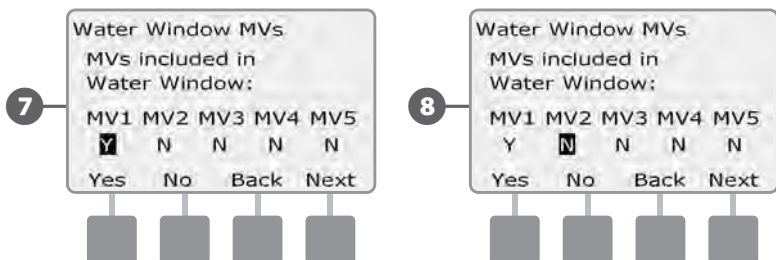 7
Water Window MVs
MVs included in
Water Window:
MV1 MV2 MV3 MV4 MV5
Y N N N N
Yes No Back Next
8
Water Window MVs
MVs included in
Water Window:
MV1 MV2 MV3 MV4 MV5
Y N N N N
Yes No Back Next